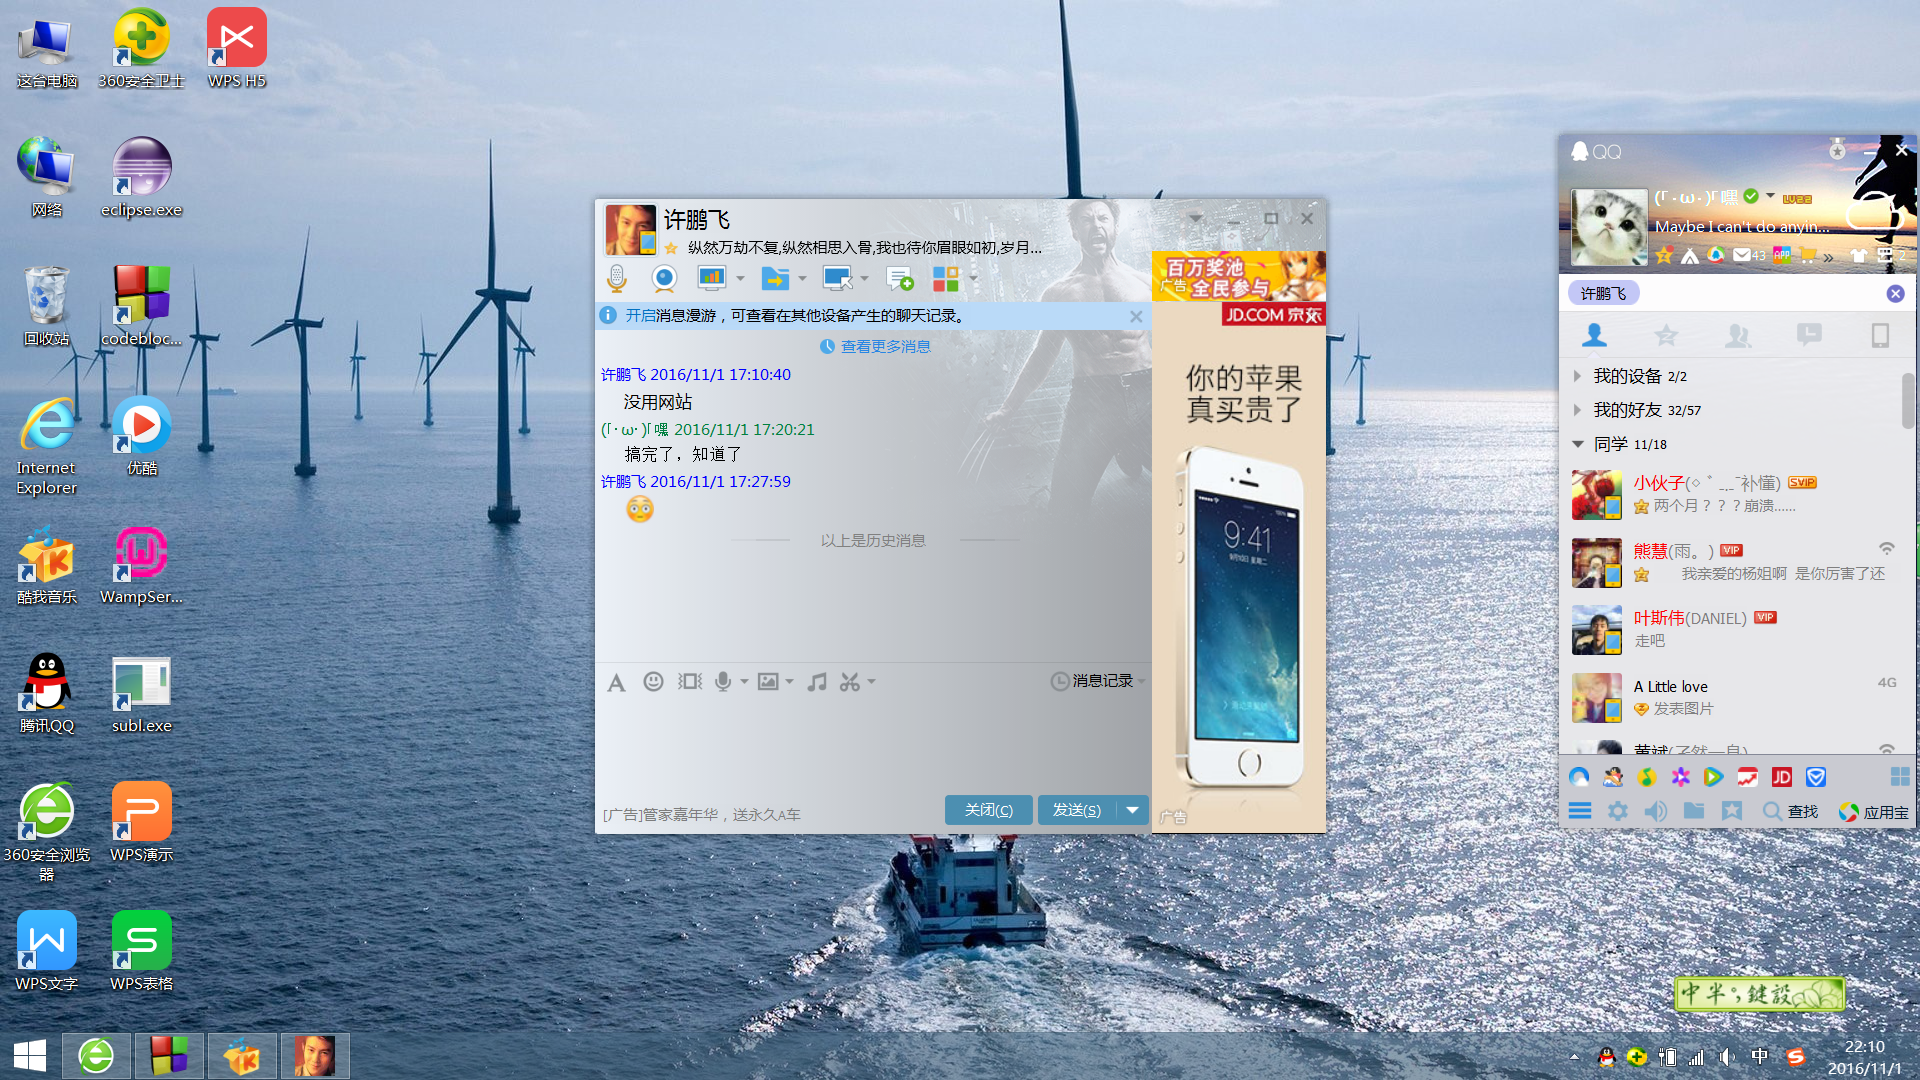 这台电脑
360安全卫士
WPS H5
网络
eclipse.exe
回收站
codebloc...
Internet
Explorer
优酷
酷我音乐
WampSer...
腾讯QQ
subl.exe
360安全浏览
器
WPS演示
WPS文字
WPS表格
许鹏飞
纵然万劫不复,纵然相思入骨,我也待你眉眼如初,岁月...
开启消息漫游，可查看在其他设备产生的聊天记录。
查看更多消息
许鹏飞 2016/11/1 17:10:40
没用网站
(｢･ω･)｢嘿 2016/11/1 17:20:21
搞完了，知道了
许鹏飞 2016/11/1 17:27:59
以上是历史消息
消息记录
[广告]管家嘉年华，送永久A车
关闭(C)
发送(S)
百万奖池
全民参与
广告
JD.COM 京东
你的苹果
真买贵了
9:41
广告
QQ
(｢･ω･)｢嘿
Maybe I can't do anyin...
43
APP
2
许鹏飞
我的设备 2/2
我的好友 32/57
同学 11/18
小伙子 补懂) SVIP
两个月？？？崩溃......
熊慧(雨。) VIP
我亲爱的杨姐啊 是你厉害了还
叶斯伟(DANIEL) VIP
走吧
A Little love
4G
发表图片
JD
查找
应用宝
中半°,鍵設
中
22:10
2016/11/1